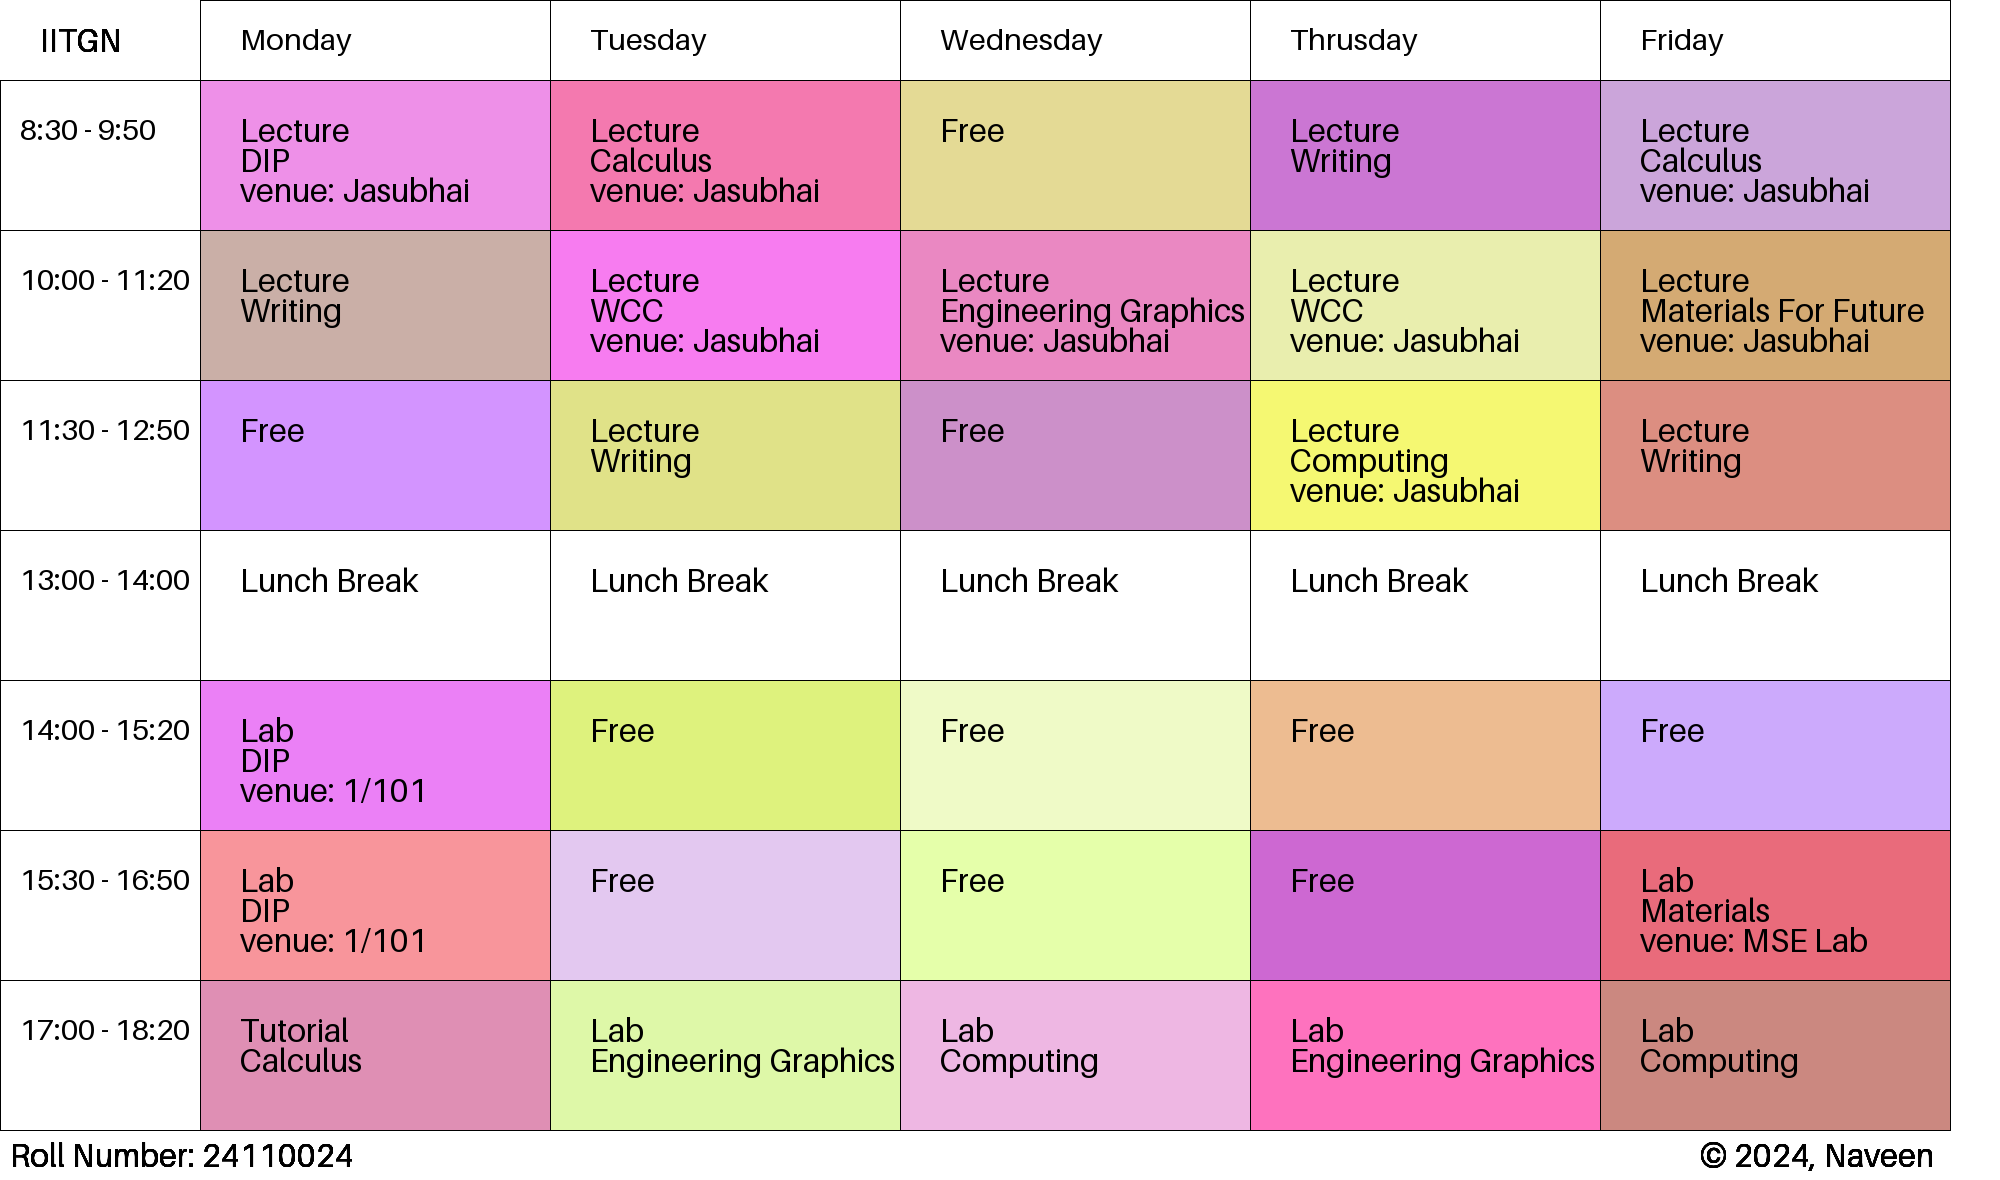 IITGN Monday Tuesday Wednesday Thrusday Friday
8:30 - 9:50
Lecture
DIP
venue: Jasubhai
Lecture
Calculus
venue: Jasubhai
Free
Lecture
Writing
Lecture
Calculus
venue: Jasubhai
10:00 - 11:20
Lecture
Writing
Lecture
WCC
venue: Jasubhai
Lecture
Engineering Graphics
venue: Jasubhai
Lecture
WCC
venue: Jasubhai
Lecture
Materials For Future
venue: Jasubhai
11:30 - 12:50
Free
Lecture
Writing
Free
Lecture
Computing
venue: Jasubhai
Lecture
Writing
13:00 - 14:00
Lunch Break
Lunch Break
Lunch Break
Lunch Break
Lunch Break
14:00 - 15:20
Lab
DIP
venue: 1/101
Free
Free
Free
Free
15:30 - 16:50
Lab
DIP
venue: 1/101
Free
Free
Free
Lab
Materials
venue: MSE Lab
17:00 - 18:20
Tutorial
Calculus
Lab
Engineering Graphics
Lab
Computing
Lab
Engineering Graphics
Lab
Computing
Roll Number: 24110024
© 2024, Naveen